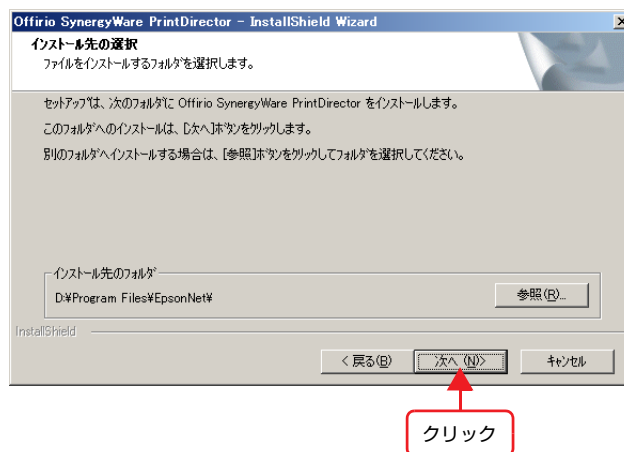 Offirio SynergyWare PrintDirector - InstallShield Wizard
インストール先の選択
ファイルをインストールするフォルダを選択します。
セットアップは、次のフォルダに Offirio SynergyWare PrintDirector をインストールします。
このフォルダへのインストールは、[次へ]ボタンをクリックします。
別のフォルダへインストールする場合は、[参照]ボタンをクリックしてフォルダを選択してください。
インストール先のフォルダ
D:¥Program Files¥EpsonNet¥
参照(R)...
InstallShield
< 戻る(B)
次へ (N)>
キャンセル
クリック